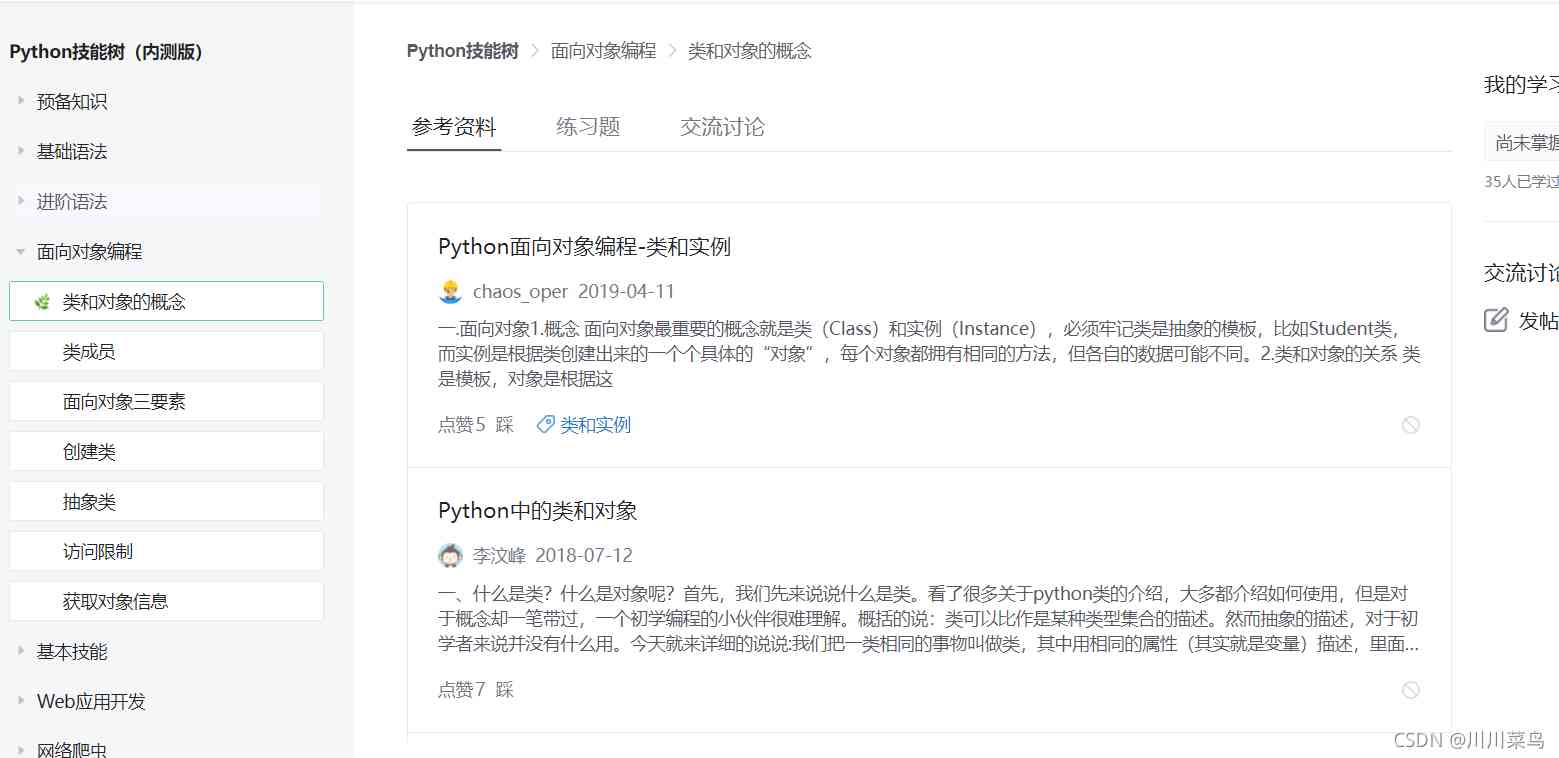 Python技能树（内测版）
预备知识
基础语法
进阶语法
面向对象编程
类和对象的概念
类成员
面向对象三要素
创建类
抽象类
访问限制
获取对象信息
基本技能
Web应用开发
网络爬虫
Python技能树 > 面向对象编程 > 类和对象的概念
参考资料 练习题 交流讨论
Python面向对象编程-类和实例
chaos_oper 2019-04-11
一.面向对象1.概念 面向对象最重要的概念就是类（Class）和实例（Instance），必须牢记类是抽象的模板，比如Student类，
而实例是根据类创建出来的一个个具体的“对象”，每个对象都拥有相同的方法，但各自的数据可能不同。2.类和对象的关系 类
是模板，对象是根据这
点赞5 踩 类和实例
Python中的类和对象
李汶峰 2018-07-12
一、什么是类？什么是对象呢？首先，我们先来说说什么是类。看了很多关于python类的介绍，大多都介绍如何使用，但是对
于概念却一笔带过，一个初学编程的小伙伴很难理解。概括的说：类可以比作是某种类型集合的描述。然而抽象的描述，对于初
学者来说并没有什么用。今天就来详细的说说:我们把一类相同的事物叫做类，其中用相同的属性（其实就是变量）描述，里面...
点赞7 踩
我的学习
尚未掌握
35人已学过
交流讨论
发帖
CSDN @川川菜鸟